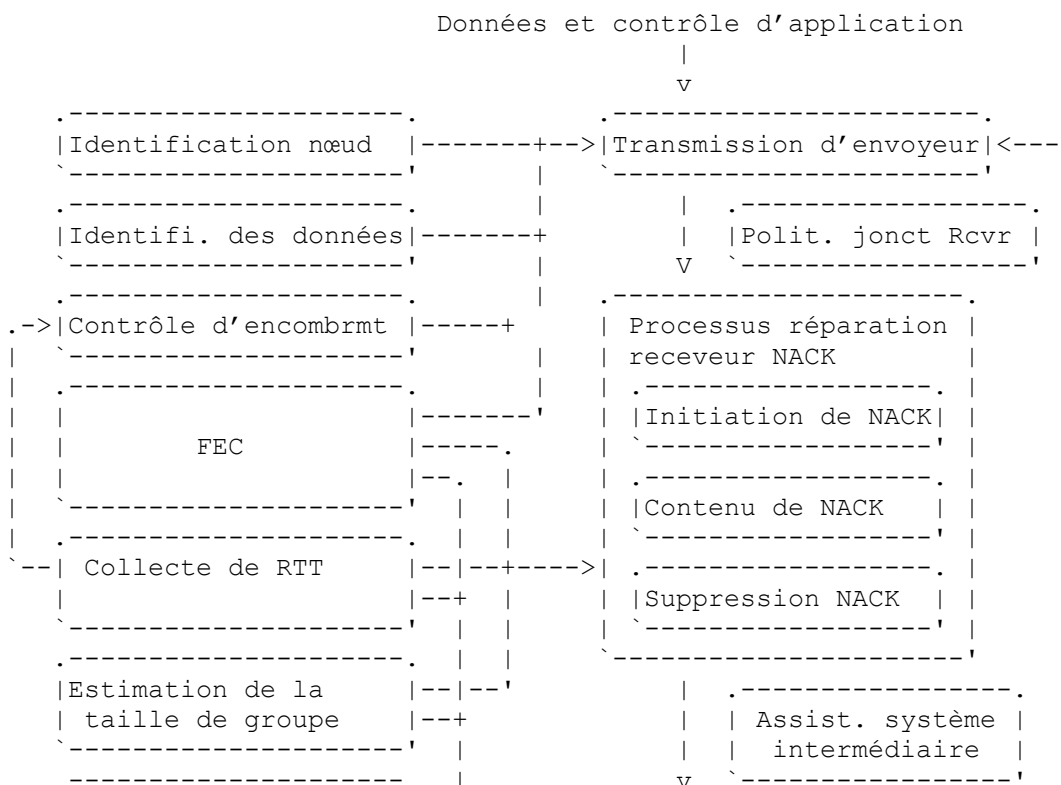 Données et contrôle d’application
Identification nœud
Transmission d’envoyeur
Identifi. des données
Polit. jonct Rcvr
Contrôle d’encombrmt
Processus réparation
receveur NACK
Initiation de NACK
FEC
Contenu de NACK
Collecte de RTT
Suppression NACK
Estimation de la
taille de groupe
Assist. système
intermédiaire